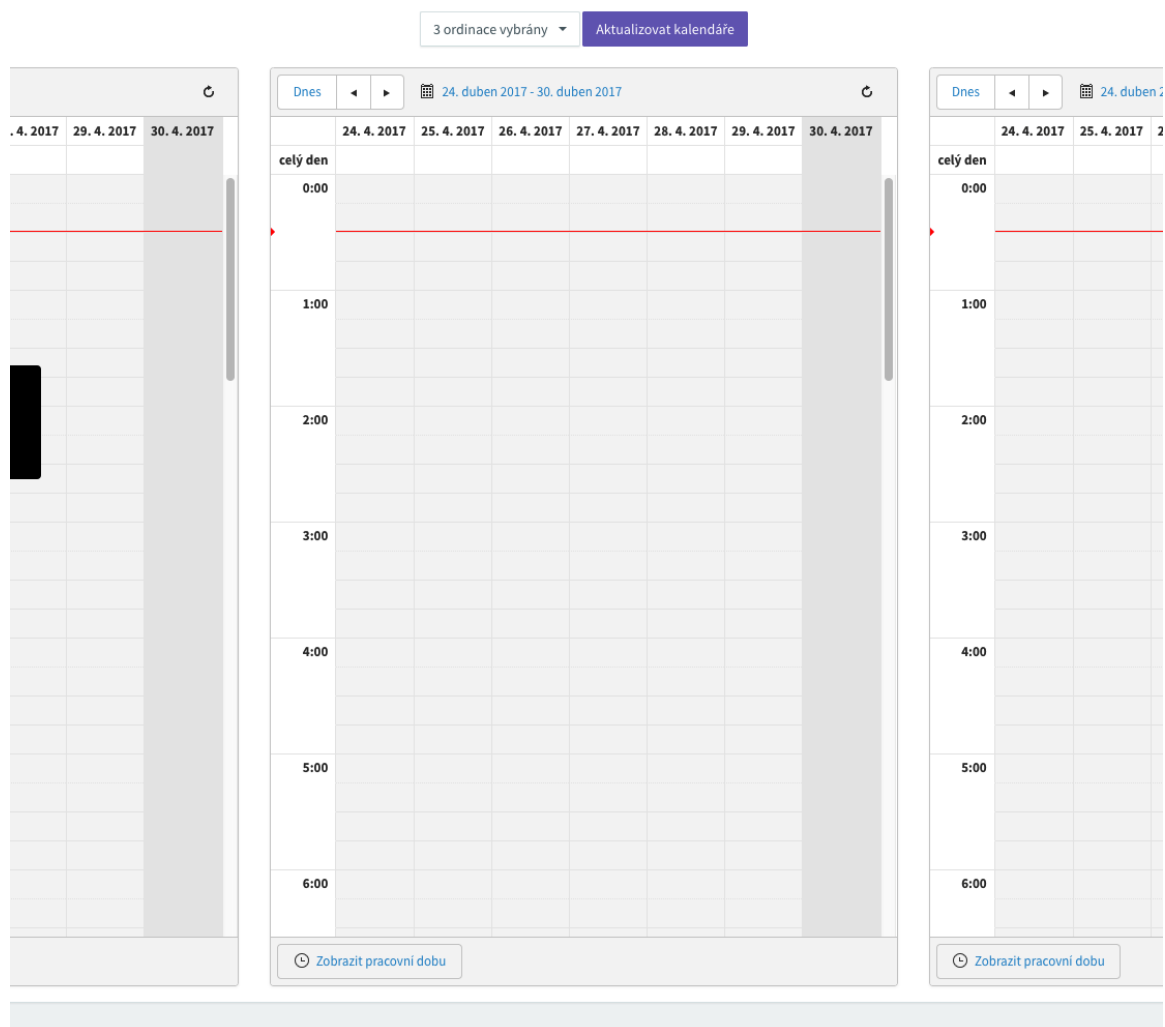 3 ordinace vybrány Aktualizovat kalendáře
. 4. 2017 29. 4. 2017 30. 4. 2017
Dnes 24. duben 2017 - 30. duben 2017
24. 4. 2017 25. 4. 2017 26. 4. 2017 27. 4. 2017 28. 4. 2017 29. 4. 2017 30. 4. 2017
celý den
0:00
1:00
2:00
3:00
4:00
5:00
6:00
Zobrazit pracovní dobu
Dnes 24. duben 2
24. 4. 2017 25. 4. 2017 2
celý den
0:00
1:00
2:00
3:00
4:00
5:00
6:00
Zobrazit pracovní dobu